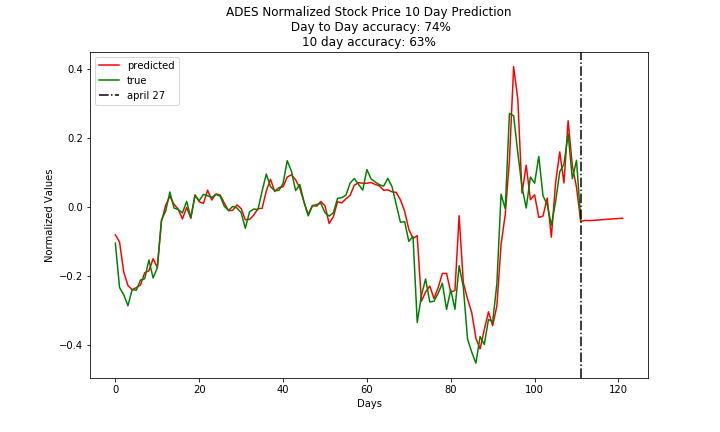 ADES Normalized Stock Price 10 Day Prediction
Day to Day accuracy: 74%
10 day accuracy: 63%
predicted
true
april 27
Normalized Values
0.4
0.2
0.0
−0.2
−0.4
0
20
40
60
80
100
120
Days